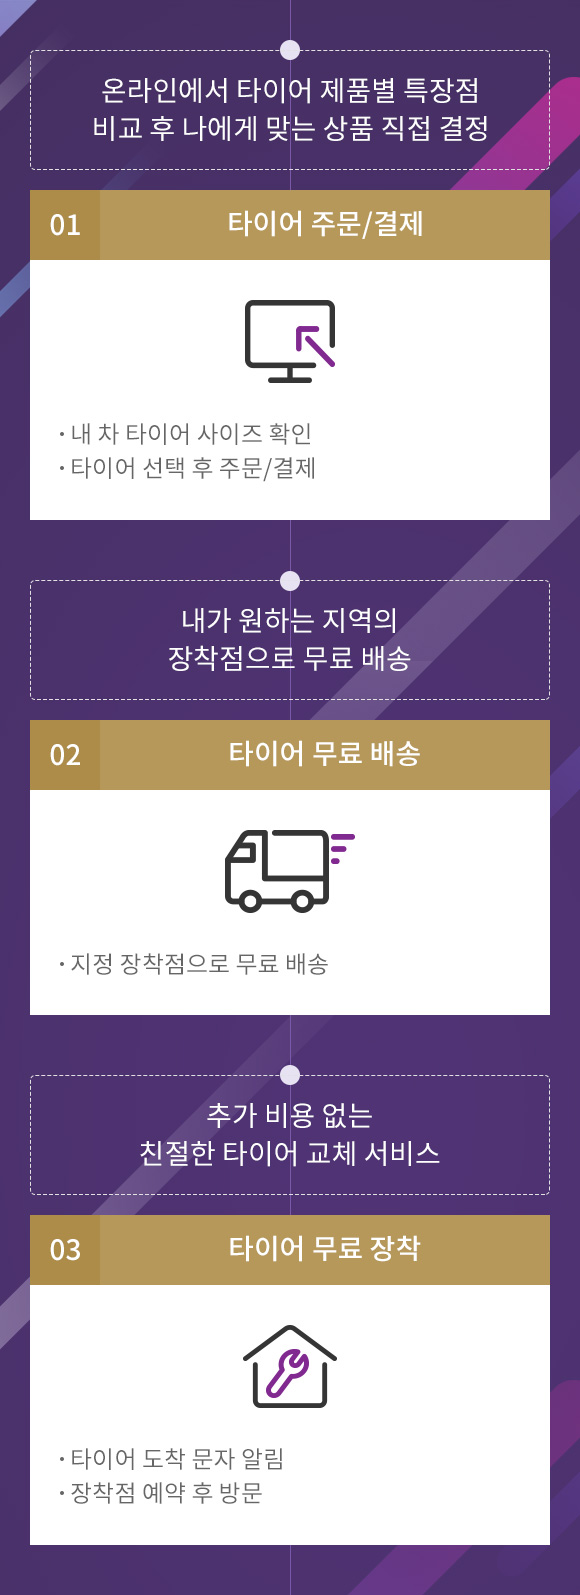 온라인에서 타이어 제품별 특장점
비교 후 나에게 맞는 상품 직접 결정
01 타이어 주문/결제
· 내 차 타이어 사이즈 확인
· 타이어 선택 후 주문/결제
내가 원하는 지역의
장착점으로 무료 배송
02 타이어 무료 배송
· 지정 장착점으로 무료 배송
추가 비용 없는
친절한 타이어 교체 서비스
03 타이어 무료 장착
· 타이어 도착 문자 알림
· 장착점 예약 후 방문